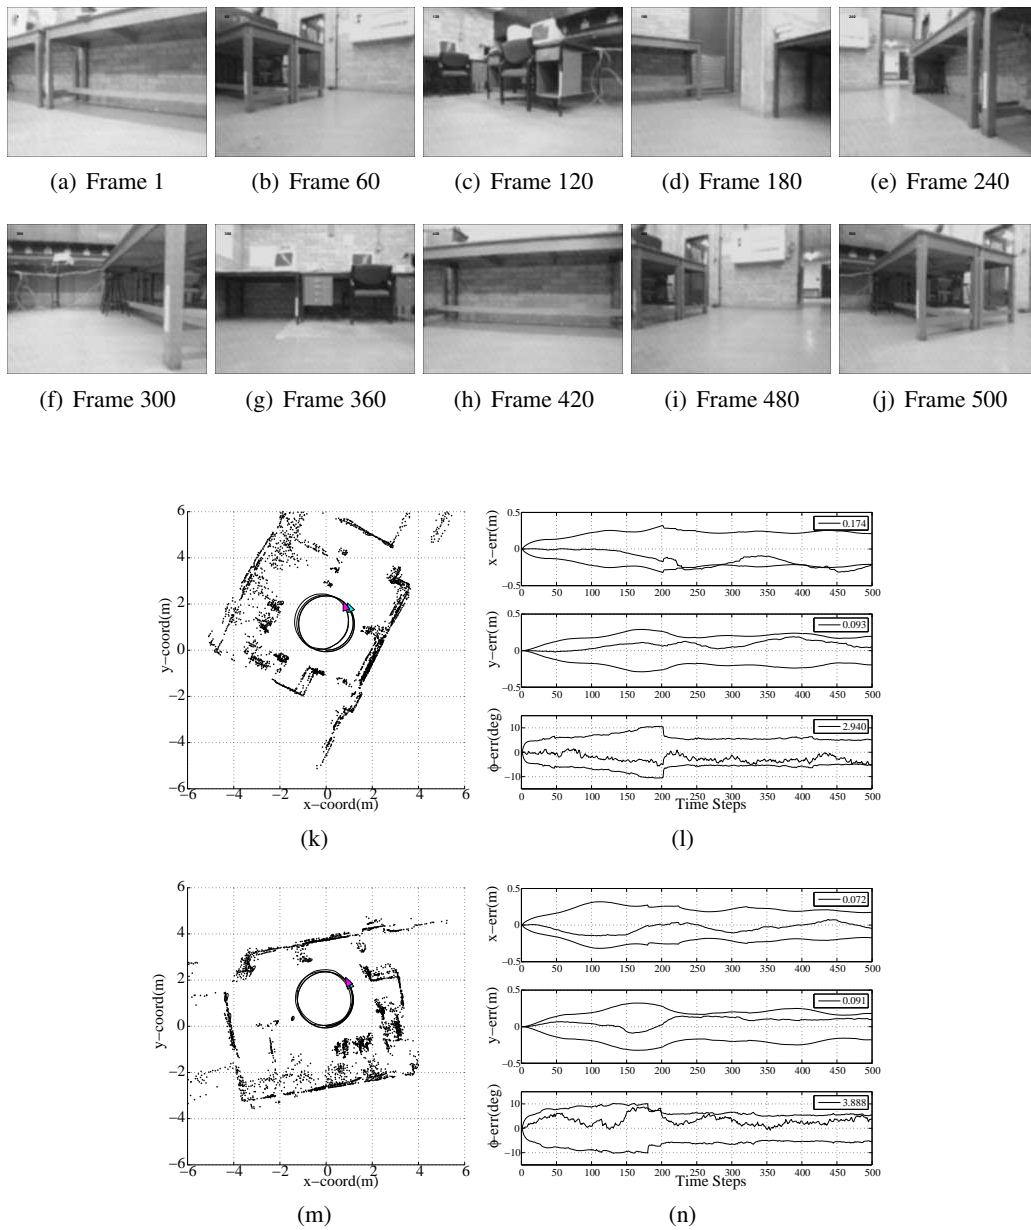 (a) Frame 1
(b) Frame 60
(c) Frame 120
(d) Frame 180
(e) Frame 240
(f) Frame 300
(g) Frame 360
(h) Frame 420
(i) Frame 480
(j) Frame 500
6
4
2
0
−2
−4
−6
y−coord(m)
−6 −4 −2 0 2 4 6
x−coord(m)
(k)
0.5
0
−0.5
x−err(m)
0.174
0 50 100 150 200 250 300 350 400 450 500
0.5
0
−0.5
y−err(m)
0.093
0 50 100 150 200 250 300 350 400 450 500
10
0
−10
ϕ-err(deg)
2.940
0 50 100 150 200 250 300 350 400 450 500
Time Steps
(l)
6
4
2
0
−2
−4
−6
y−coord(m)
−6 −4 −2 0 2 4 6
x−coord(m)
(m)
0.5
0
−0.5
x−err(m)
0.072
0 50 100 150 200 250 300 350 400 450 500
0.5
0
−0.5
y−err(m)
0.091
0 50 100 150 200 250 300 350 400 450 500
10
0
−10
ϕ-err(deg)
3.888
0 50 100 150 200 250 300 350 400 450 500
Time Steps
(n)